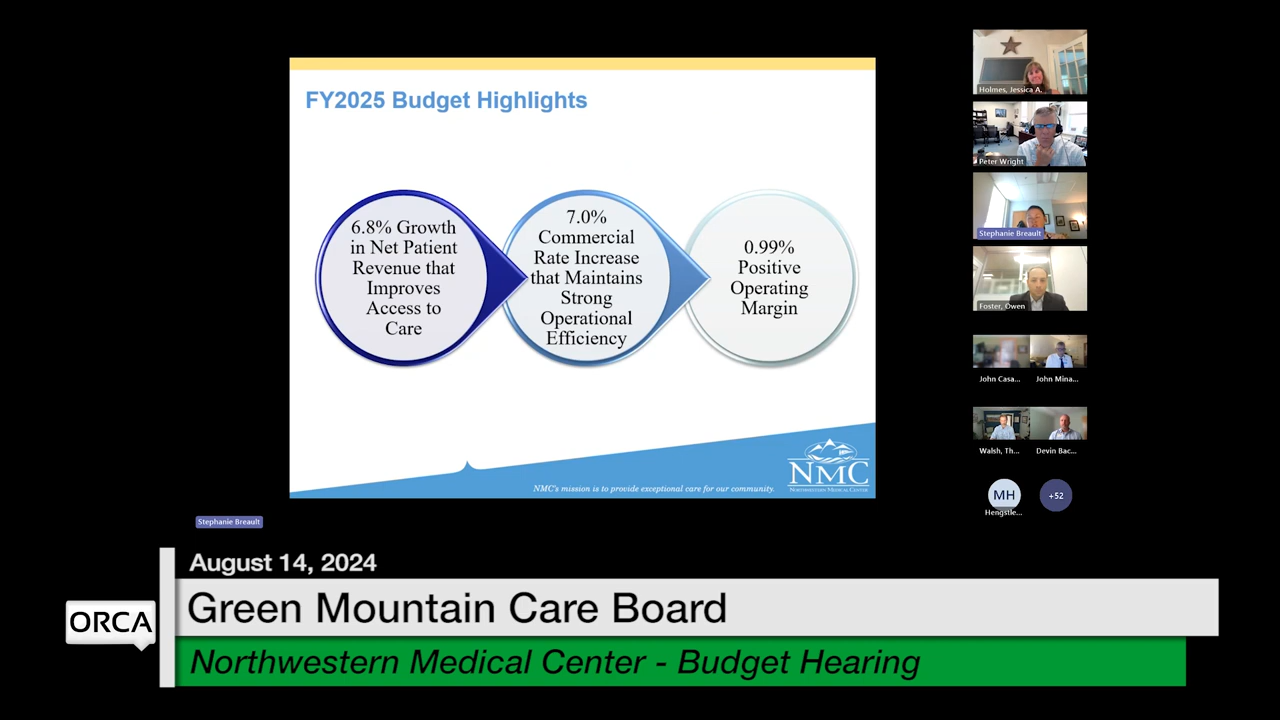 FY2025 Budget Highlights
6.8% Growth
in Net Patient
Revenue that
Improves
Access to
Care
7.0%
Commercial
Rate Increase
that Maintains
Strong
Operational
Efficiency
0.99%
Positive
Operating
Margin
NMC's mission is to provide exceptional care for our community.
NMC
NORTHWESTERN MEDICAL CENTER
Holmes, Jessica A.
Peter Wright
Stephanie Breault
Foster, Owen
John Casa...
John Mina...
Walsh, Th...
Devin Bac...
MH
+52
Hengstle...
Stephanie Breault
August 14, 2024
ORCA
Green Mountain Care Board
Northwestern Medical Center - Budget Hearing